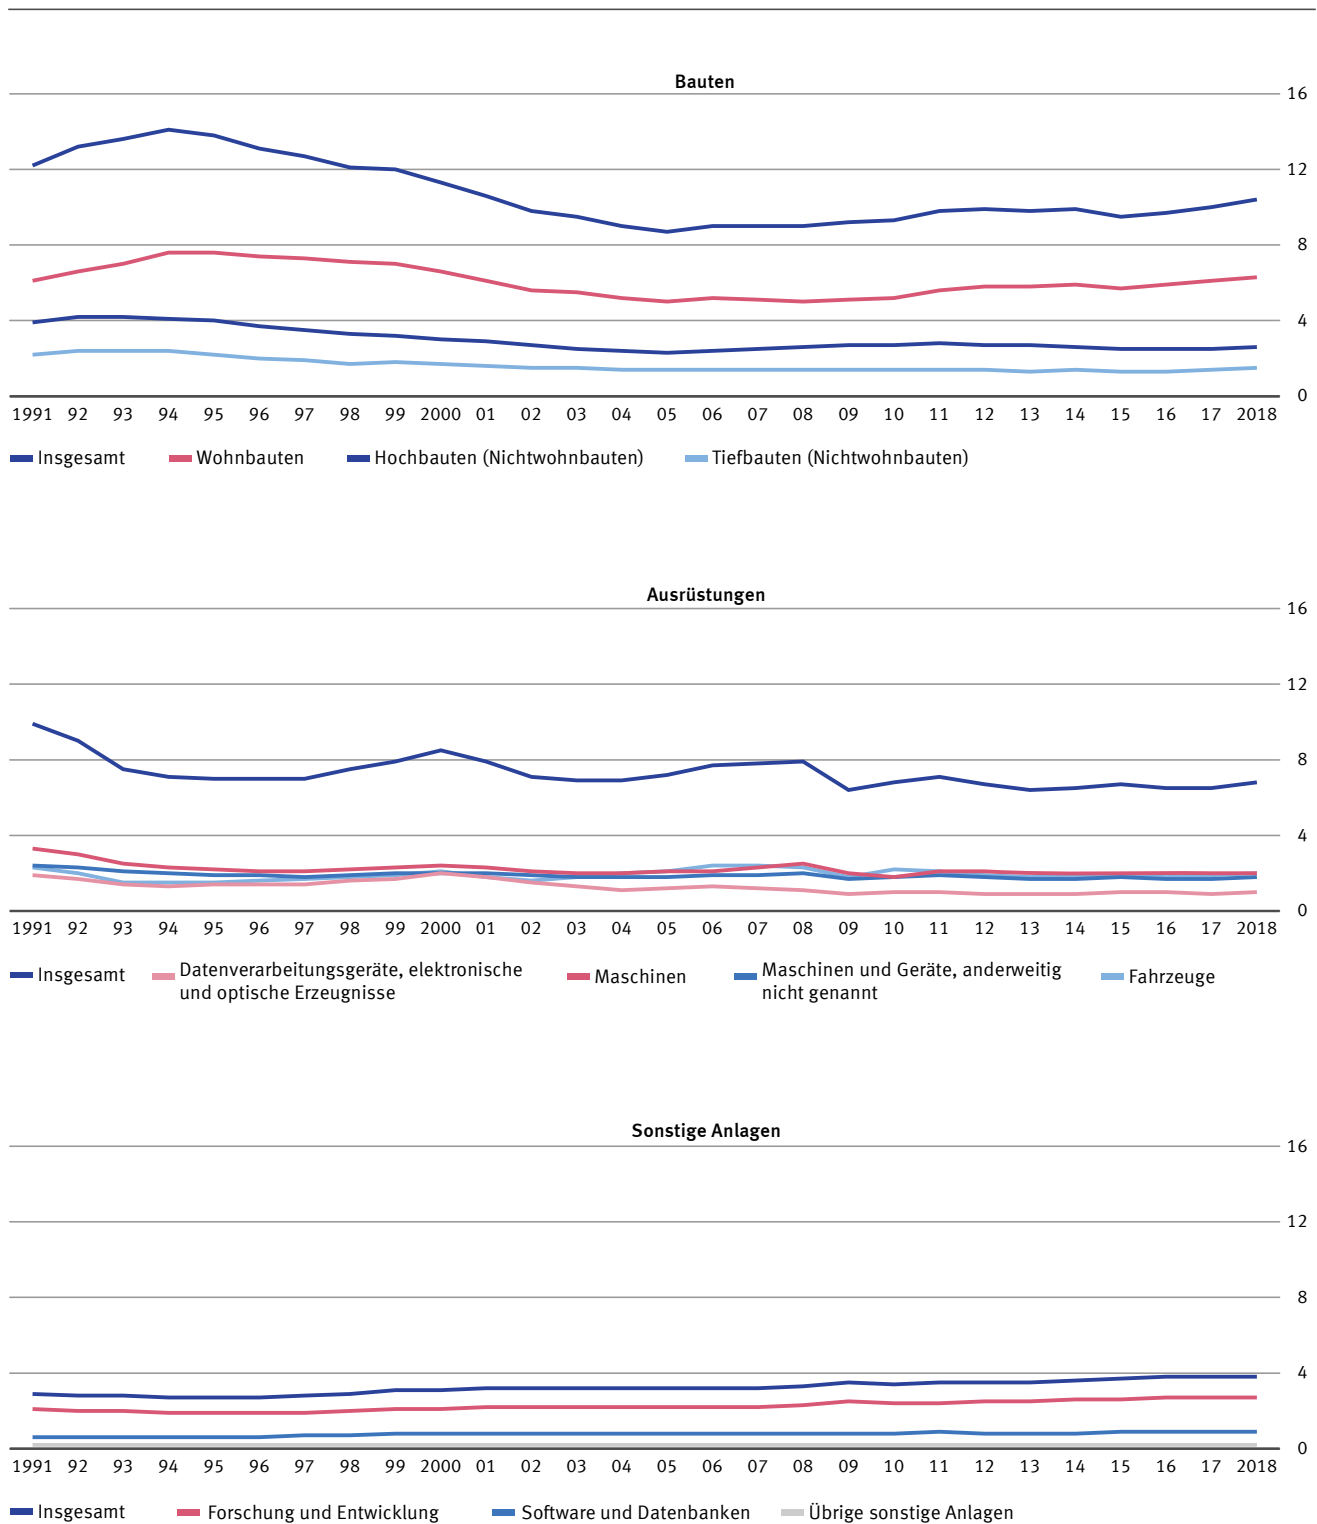 Bauten
16
12
8
4
0
1991 92 93 94 95 96 97 98 99 2000 01 02 03 04 05 06 07 08 09 10 11 12 13 14 15 16 17 2018
Insgesamt Wohnbauten Hochbauten (Nichtwohnbauten) Tiefbauten (Nichtwohnbauten)
Ausrüstungen
16
12
8
4
0
1991 92 93 94 95 96 97 98 99 2000 01 02 03 04 05 06 07 08 09 10 11 12 13 14 15 16 17 2018
Insgesamt
Datenverarbeitungsgeräte, elektronische
und optische Erzeugnisse
Maschinen
Maschinen und Geräte, anderweitig
nicht genannt
Fahrzeuge
Sonstige Anlagen
16
12
8
4
0
1991 92 93 94 95 96 97 98 99 2000 01 02 03 04 05 06 07 08 09 10 11 12 13 14 15 16 17 2018
Insgesamt Forschung und Entwicklung Software und Datenbanken Übrige sonstige Anlagen